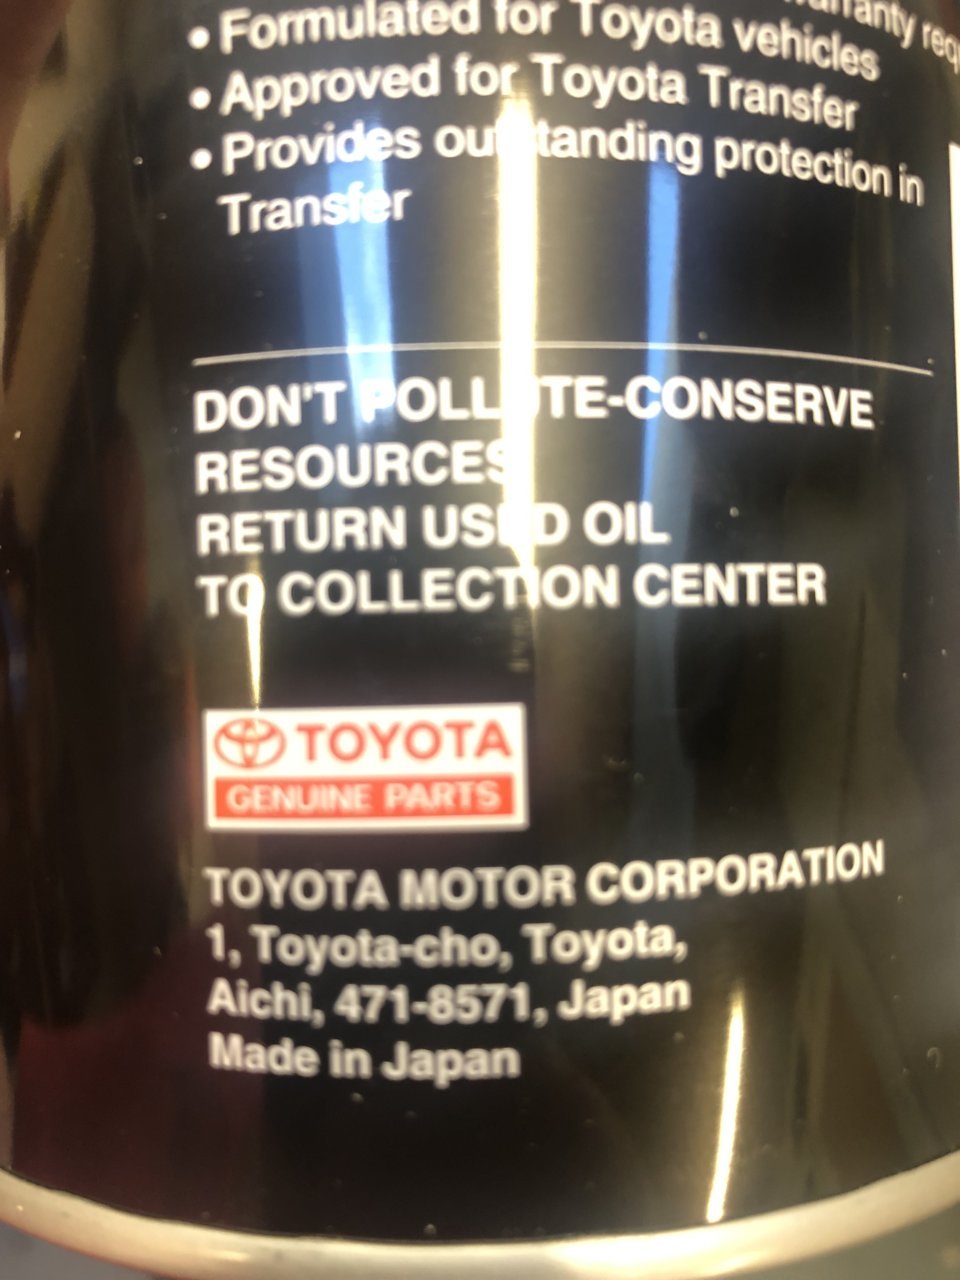 warranty
• Formulated for Toyota vehicles
• Approved for Toyota Transfer
• Provides outstanding protection in
Transfer
DON'T POLLUTE-CONSERVE
RESOURCES
RETURN USED OIL
TO COLLECTION CENTER
TOYOTA
GENUINE PARTS
TOYOTA MOTOR CORPORATION
1, Toyota-cho, Toyota,
Aichi, 471-8571, Japan
Made in Japan